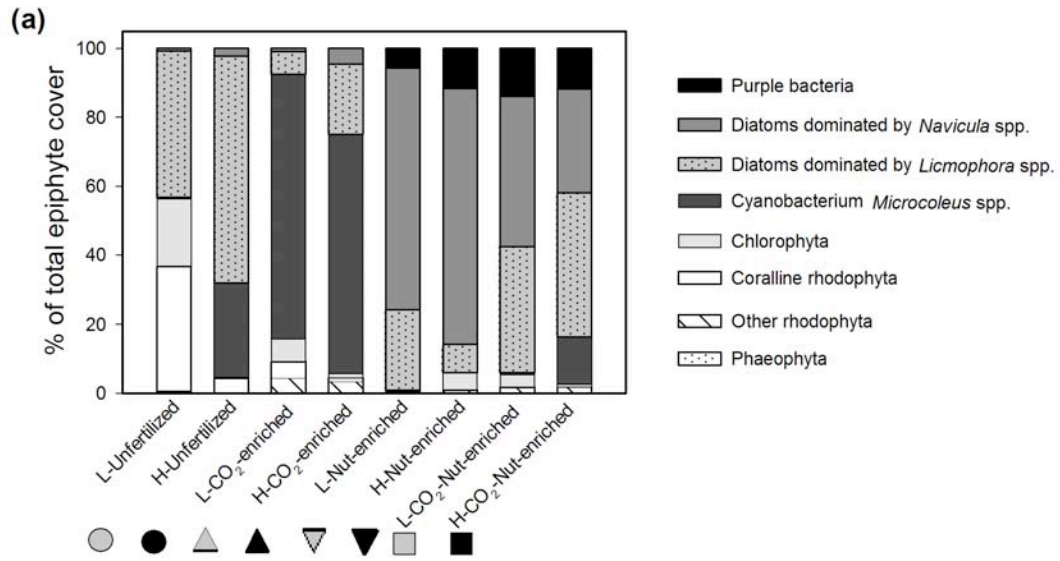 (a)
% of total epiphyte cover
100
80
60
40
20
0
L-Unfertilized
H-Unfertilized
L-CO₂-enriched
H-CO₂-enriched
L-Nut-enriched
H-Nut-enriched
L-CO₂-Nut-enriched
H-CO₂-Nut-enriched
Purple bacteria
Diatoms dominated by Navicula spp.
Diatoms dominated by Licmophora spp.
Cyanobacterium Microcoleus spp.
Chlorophyta
Coralline rhodophyta
Other rhodophyta
Phaeophyta